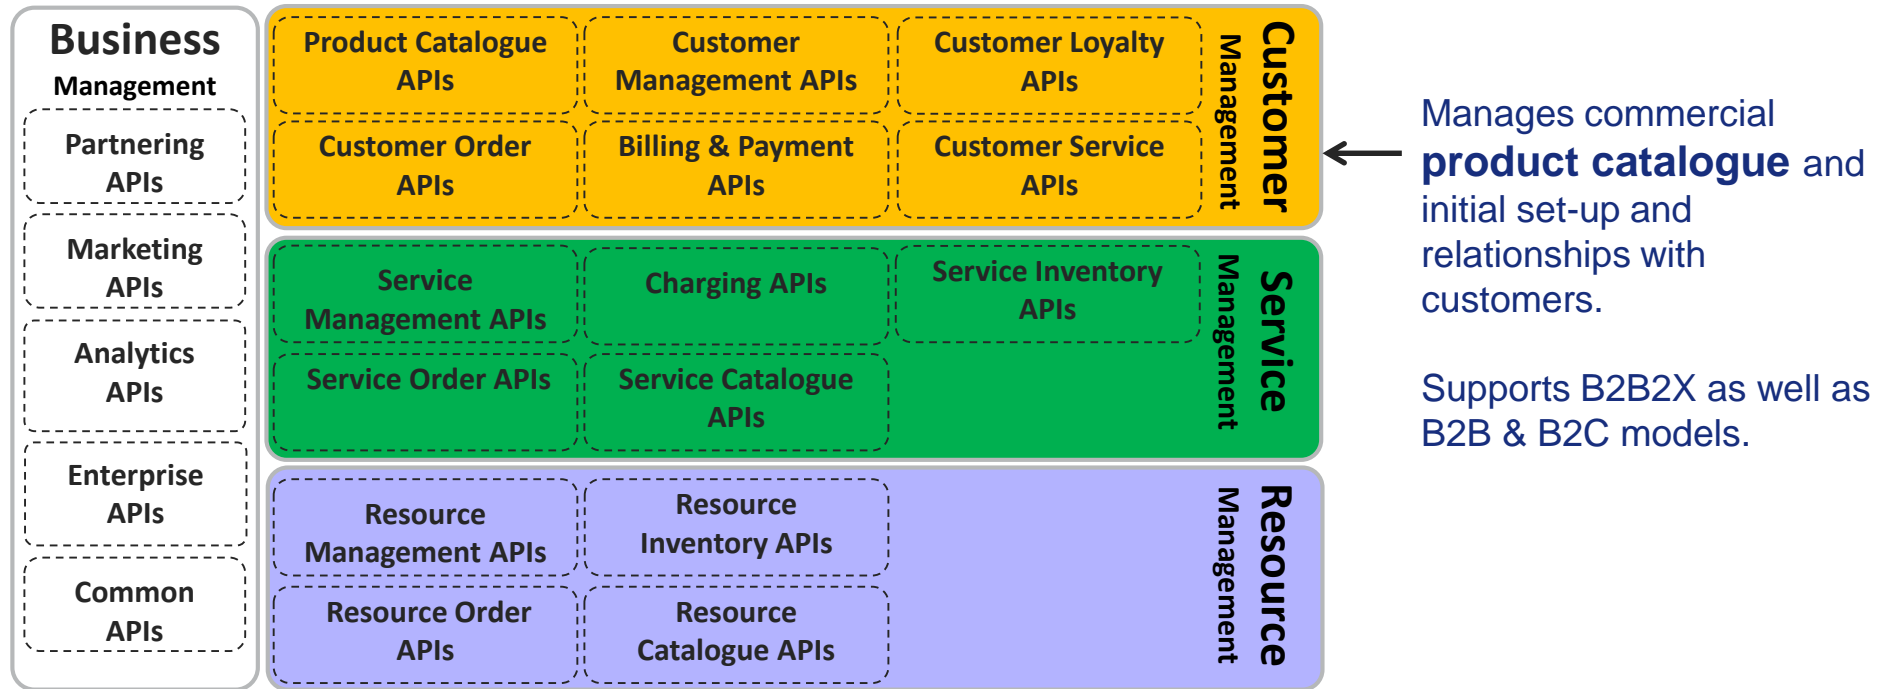 Business
Management
Partnering
APIs
Marketing
APIs
Analytics
APIs
Enterprise
APIs
Common
APIs
Product Catalogue
APIs
Customer
Management APIs
Customer Loyalty
APIs
Customer Order
APIs
Billing & Payment
APIs
Customer Service
APIs
Customer
Management
Service
Management APIs
Charging APIs
Service Inventory
APIs
Service Order APIs
Service Catalogue
APIs
Service
Management
Resource
Management APIs
Resource
Inventory APIs
Resource Order
APIs
Resource
Catalogue APIs
Resource
Management
Manages commercial
product catalogue and
initial set-up and
relationships with
customers.
Supports B2B2X as well as
B2B & B2C models.